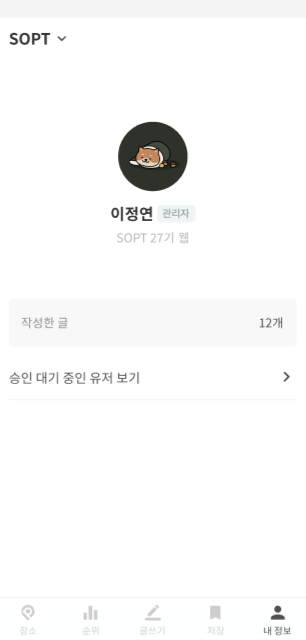 SOPT
이정연 관리자
SOPT 27기 웹
작성한 글 12개
승인 대기 중인 유저 보기
장소 순위 글쓰기 저장 내 정보